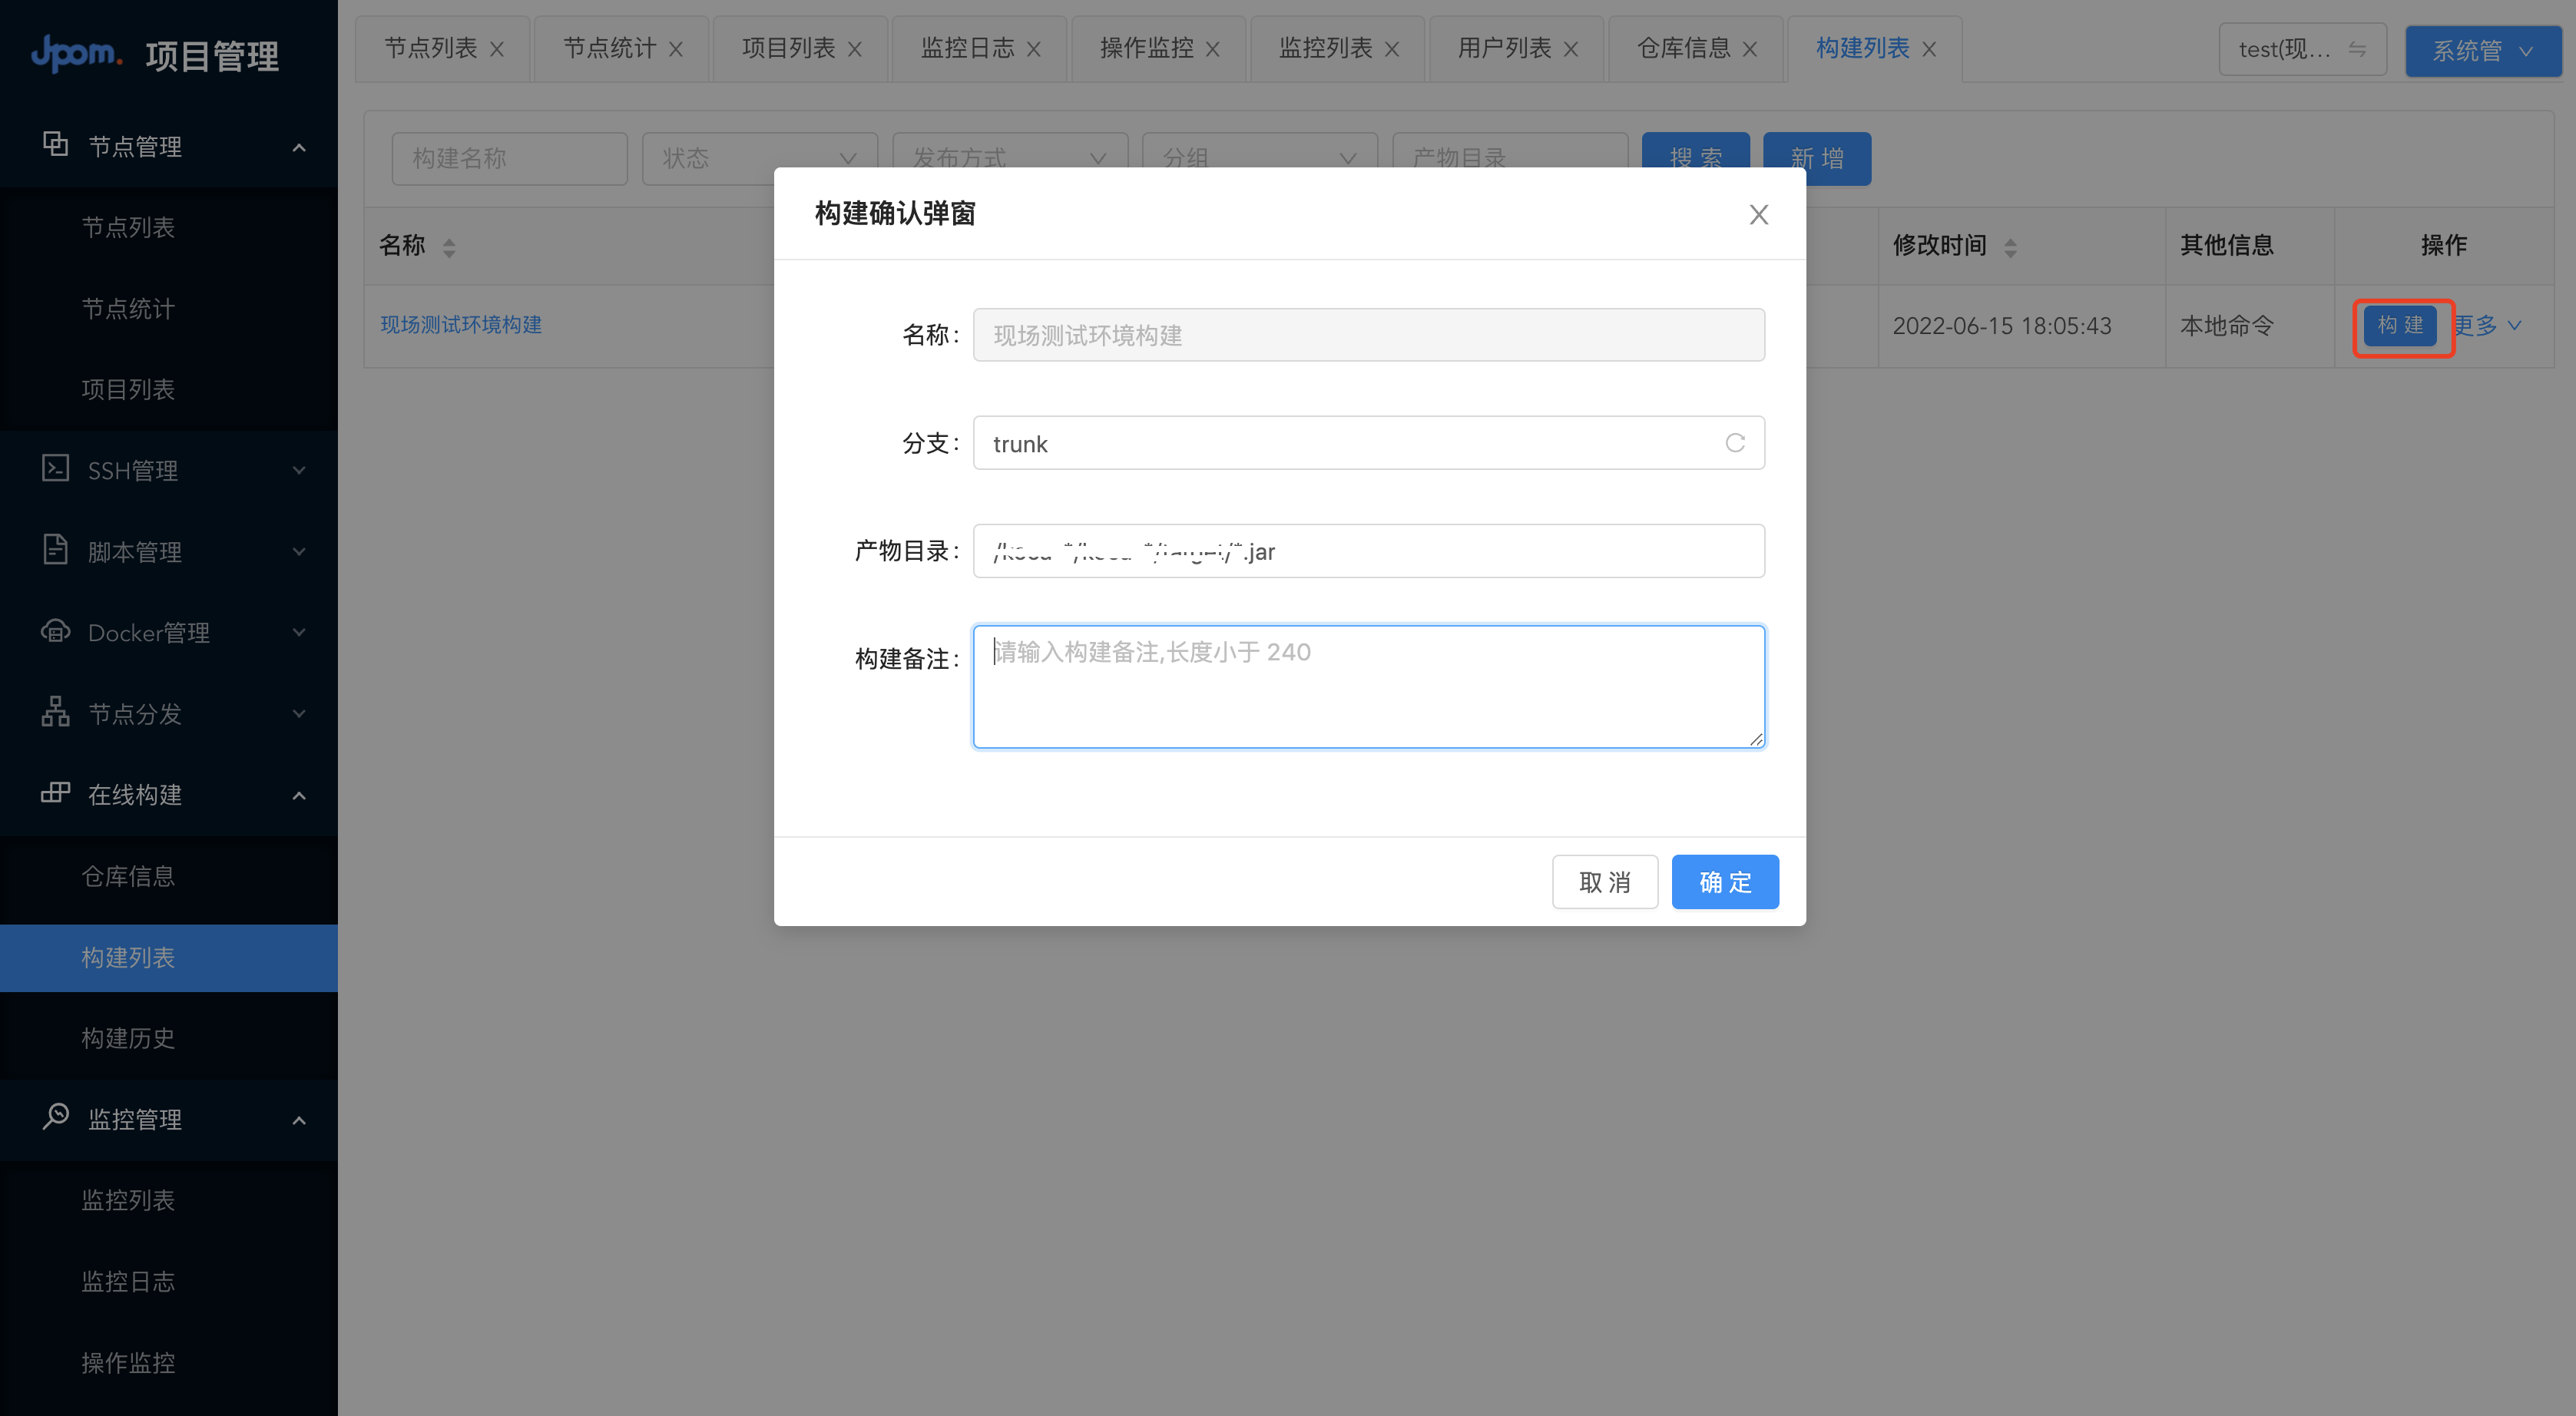 Jpom. 项目管理
节点管理
节点列表
节点统计
项目列表
SSH管理
脚本管理
Docker管理
节点分发
在线构建
仓库信息
构建列表
构建历史
监控管理
监控列表
监控日志
操作监控
节点列表 节点统计 项目列表 监控日志 操作监控 监控列表 用户列表 仓库信息 构建列表
test(现... 系统管
构建名称 状态 发布方式 分组 产物目录 搜 索 新 增
名称 修改时间 其他信息 操作
现场测试环境构建 2022-06-15 18:05:43 本地命令 构 建 更多
构建确认弹窗
名称: 现场测试环境构建
分支: trunk
产物目录: .jar
构建备注: 请输入构建备注,长度小于 240
取 消 确 定